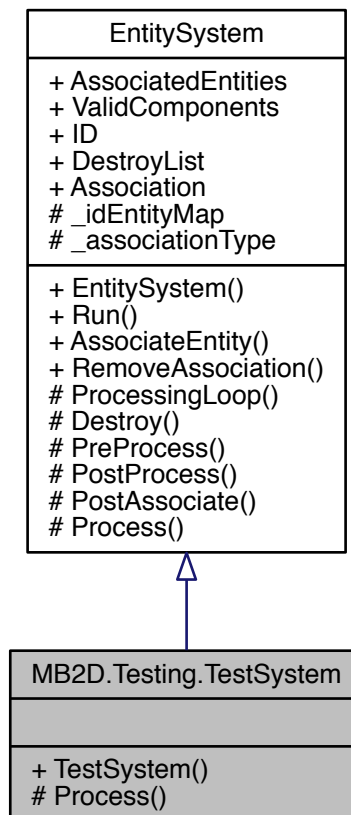 EntitySystem
+ AssociatedEntities
+ ValidComponents
+ ID
+ DestroyList
+ Association
# _idEntityMap
# _associationType
+ EntitySystem()
+ Run()
+ AssociateEntity()
+ RemoveAssociation()
# ProcessingLoop()
# Destroy()
# PreProcess()
# PostProcess()
# PostAssociate()
# Process()
MB2D.Testing.TestSystem
+ TestSystem()
# Process()